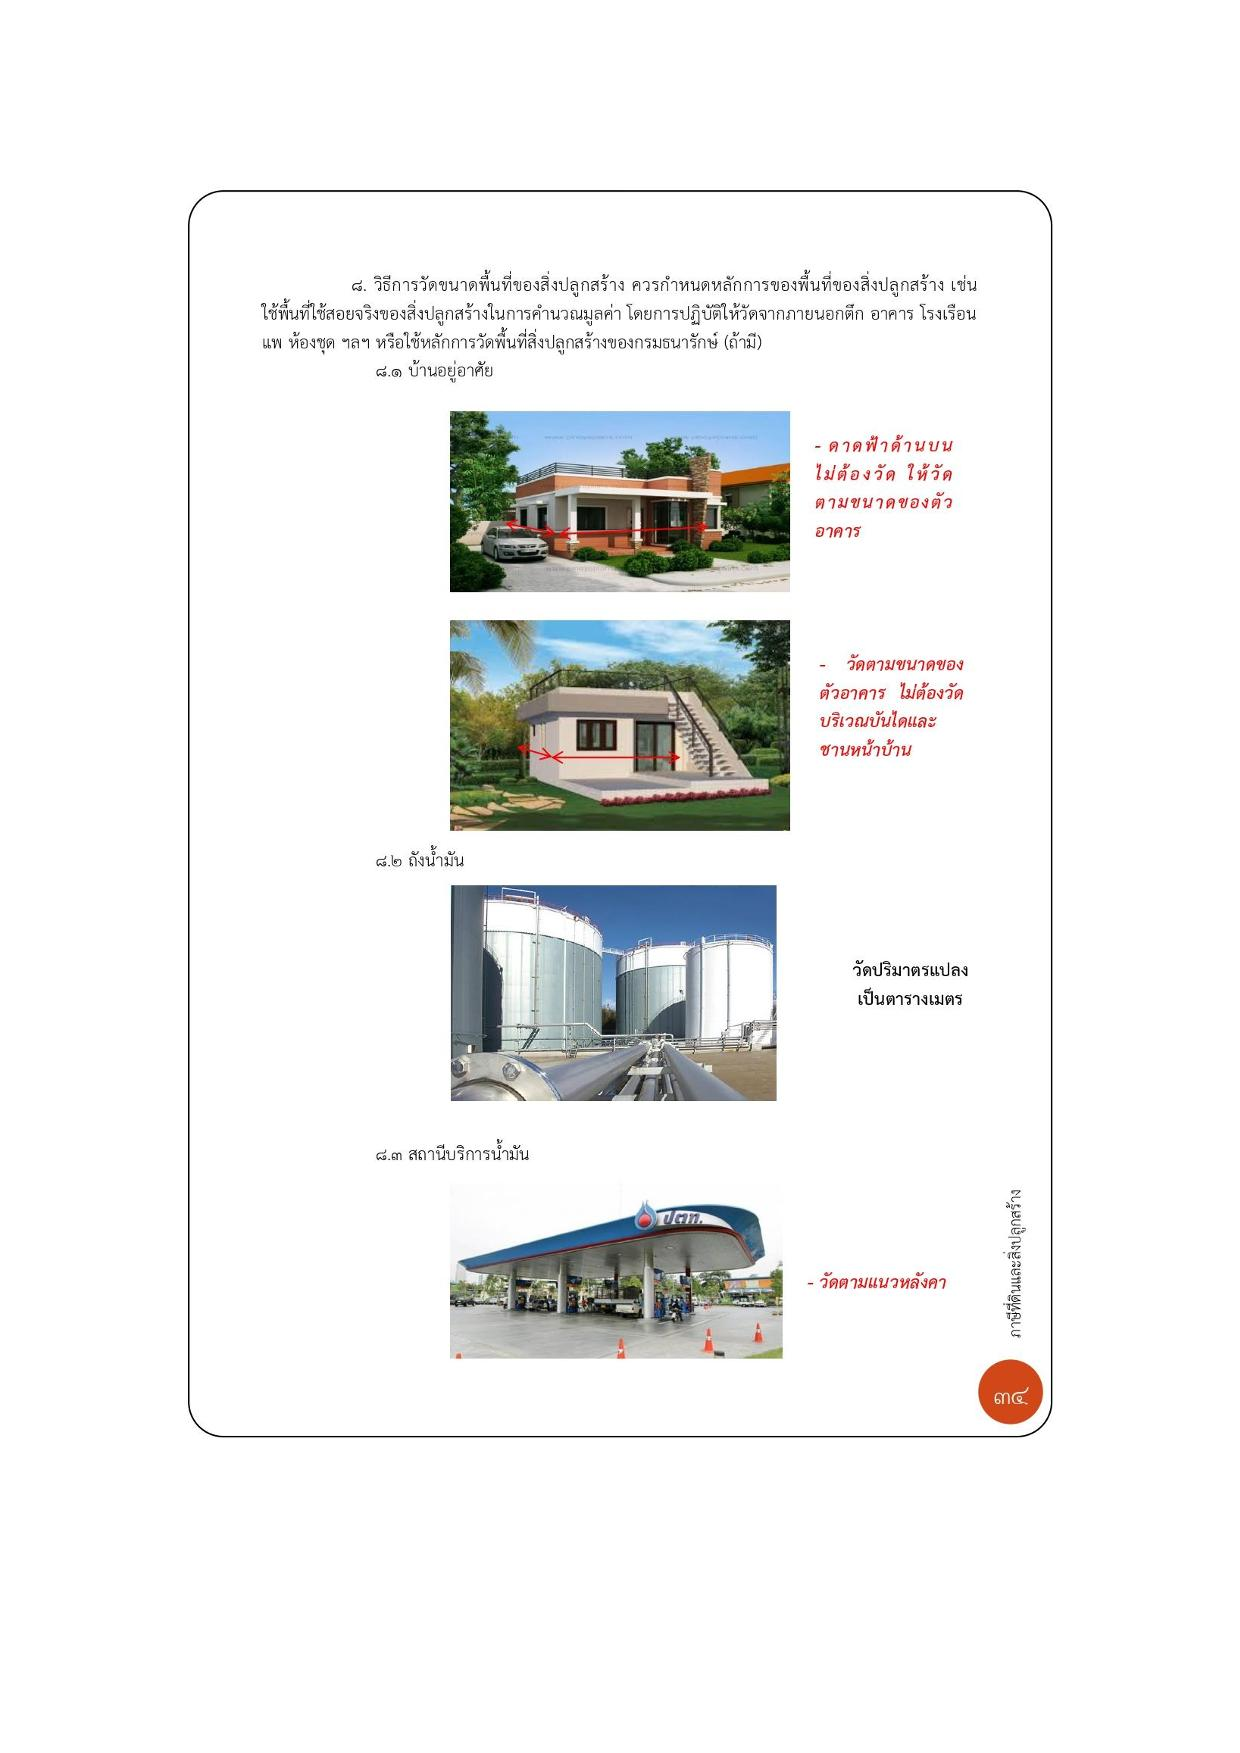 ๘. วิธีการวัดขนาดพื้นที่ของสิ่งปลูกสร้าง ควรกำหนดหลักการของพื้นที่ของสิ่งปลูกสร้าง เช่น
ใช้พื้นที่ใช้สอยจริงของสิ่งปลูกสร้างในการคำนวณมูลค่า โดยการปฏิบัติให้วัดจากภายนอกตึก อาคาร โรงเรือน
แพ ห้องชุด ฯลฯ หรือใช้หลักการวัดพื้นที่สิ่งปลูกสร้างของกรมธนารักษ์ (ถ้ามี)
๘.๑ บ้านอยู่อาศัย
- ดาดฟ้าด้านบน
ไม่ต้องวัด ให้วัด
ตามขนาดของตัว
อาคาร
- วัดตามขนาดของ
ตัวอาคาร ไม่ต้องวัด
บริเวณบันไดและ
ชานหน้าบ้าน
๘.๒ ถังน้ำมัน
วัดปริมาตรแปลง
เป็นตารางเมตร
๘.๓ สถานีบริการน้ำมัน
ปตท.
- วัดตามแนวหลังคา
ภาษีที่ดินและสิ่งปลูกสร้าง
๓๔